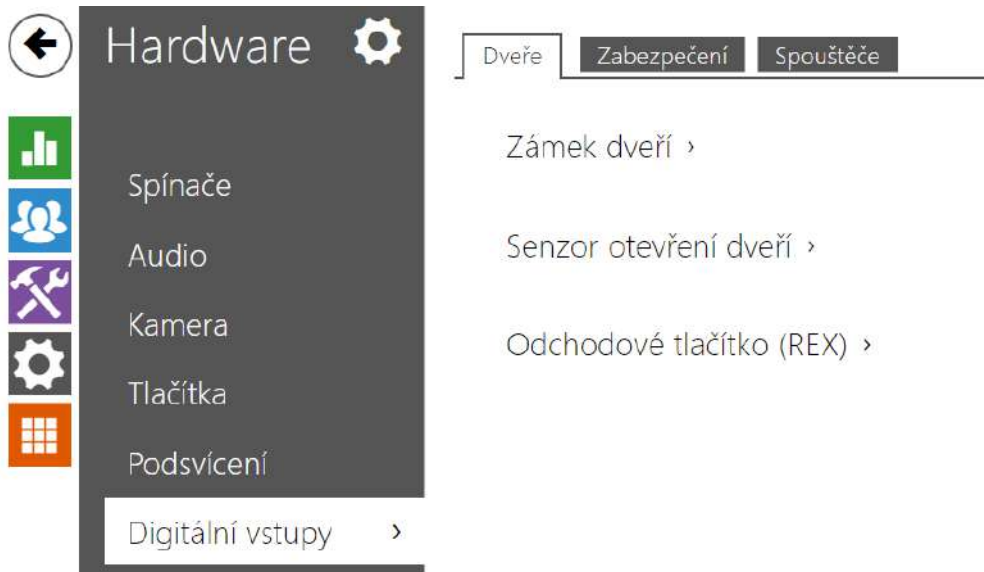 Hardware
Spínače
Audio
Kamera
Tlačítka
Podsvícení
Digitální vstupy ›
Dveře Zabezpečení Spouštěče
Zámek dveří ›
Senzor otevření dveří ›
Odchodové tlačítko (REX) ›